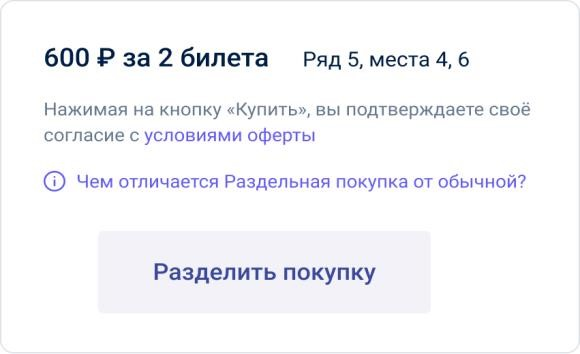 600 ₽ за 2 билета Ряд 5, места 4, 6
Нажимая на кнопку «Купить», вы подтверждаете своё
согласие с условиями оферты
Чем отличается Раздельная покупка от обычной?
Разделить покупку